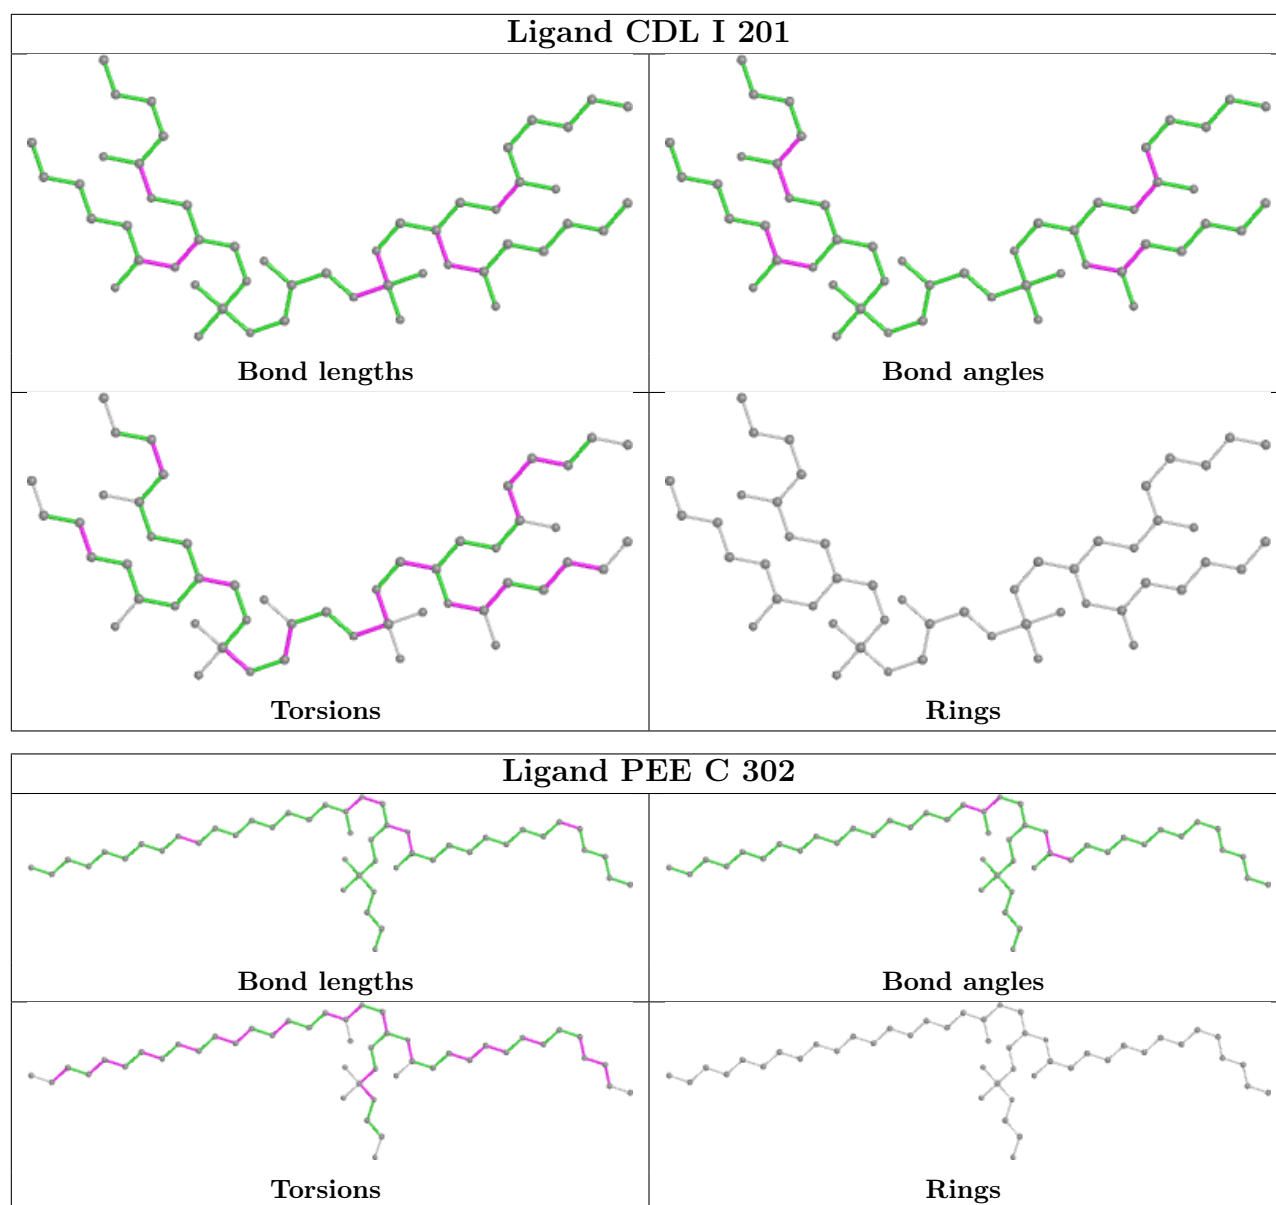 Ligand CDL I 201
Bond lengths
Bond angles
Torsions
Rings
Ligand PEE C 302
Bond lengths
Bond angles
Torsions
Rings